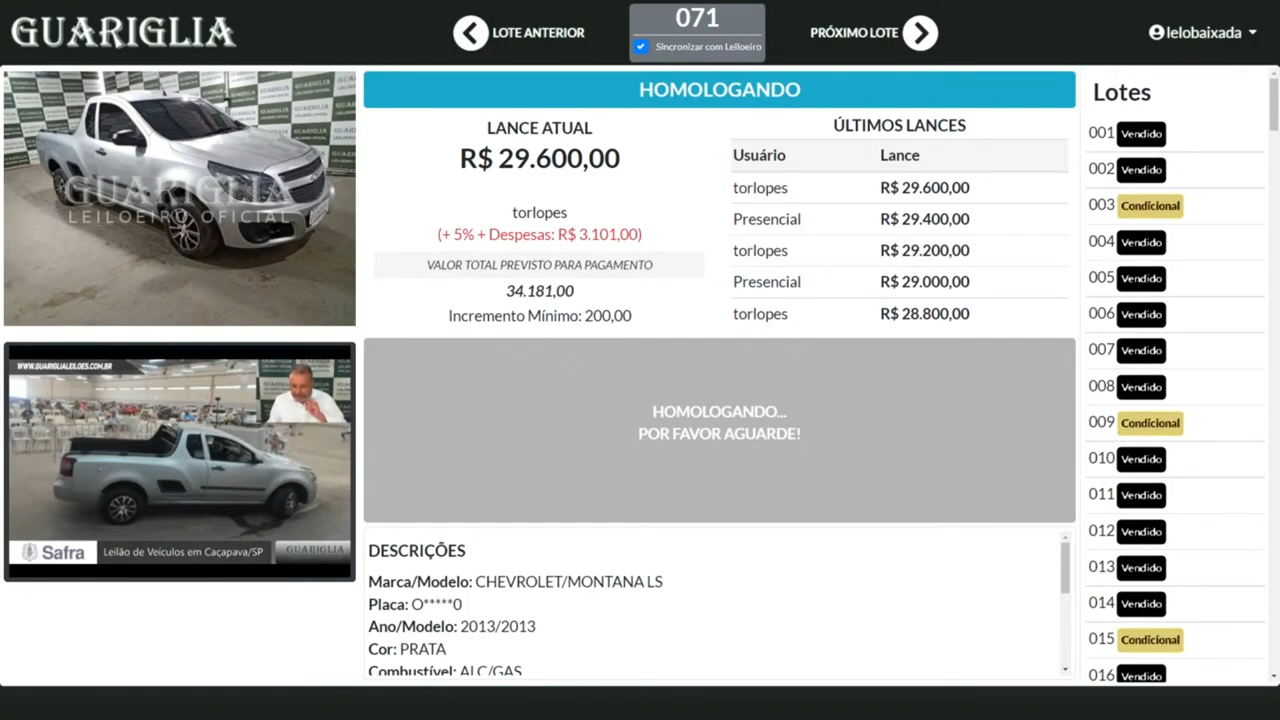 GUARIGLIA
LOTE ANTERIOR
071
Sincronizar com Leiloeiro
PRÓXIMO LOTE
lelobaixada
GUARIGLIA
LEILOEIRO OFICIAL
HOMOLOGANDO
LANCE ATUAL
R$ 29.600,00
torlopes
(+ 5% + Despesas: R$ 3.101,00)
VALOR TOTAL PREVISTO PARA PAGAMENTO
34.181,00
Incremento Mínimo: 200,00
ÚLTIMOS LANCES
Usuário Lance
torlopes R$ 29.600,00
Presencial R$ 29.400,00
torlopes R$ 29.200,00
Presencial R$ 29.000,00
torlopes R$ 28.800,00
WWW.GUARIGLIALEILOES.COM.BR
Safra
Leilão de Veiculos em Caçapava/SP
GUARIGLIA
HOMOLOGANDO...
POR FAVOR AGUARDE!
DESCRIÇÕES
Marca/Modelo: CHEVROLET/MONTANA LS
Placa: O*****0
Ano/Modelo: 2013/2013
Cor: PRATA
Combustível: ALC/GAS
Lotes
001 Vendido
002 Vendido
003 Condicional
004 Vendido
005 Vendido
006 Vendido
007 Vendido
008 Vendido
009 Condicional
010 Vendido
011 Vendido
012 Vendido
013 Vendido
014 Vendido
015 Condicional
016 Vendido